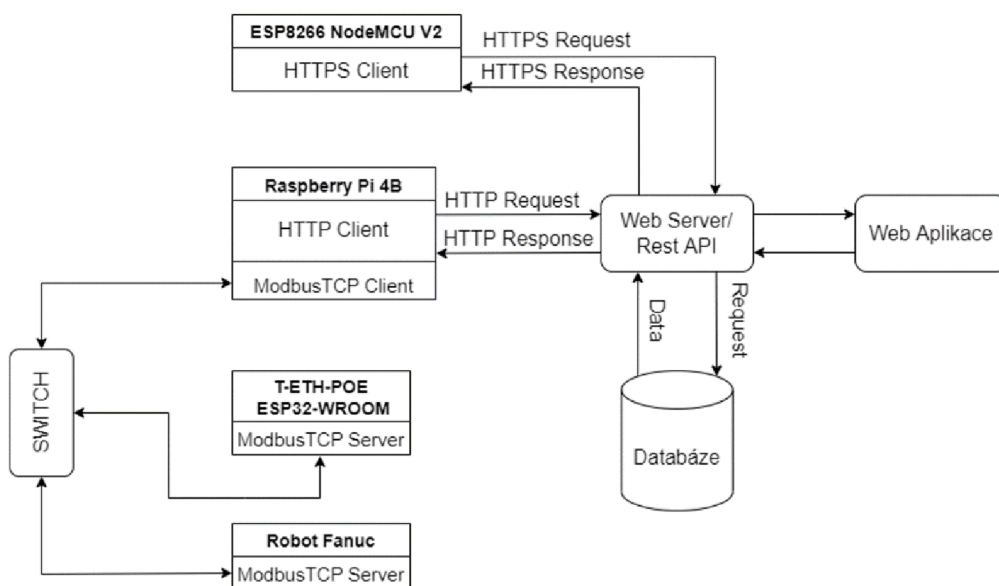 ESP8266 NodeMCU V2
HTTPS Client
HTTPS Request
HTTPS Response
Raspberry Pi 4B
HTTP Client
ModbusTCP Client
HTTP Request
HTTP Response
Web Server/
Rest API
Web Aplikace
Data
Request
Databáze
SWITCH
T-ETH-POE
ESP32-WROOM
ModbusTCP Server
Robot Fanuc
ModbusTCP Server